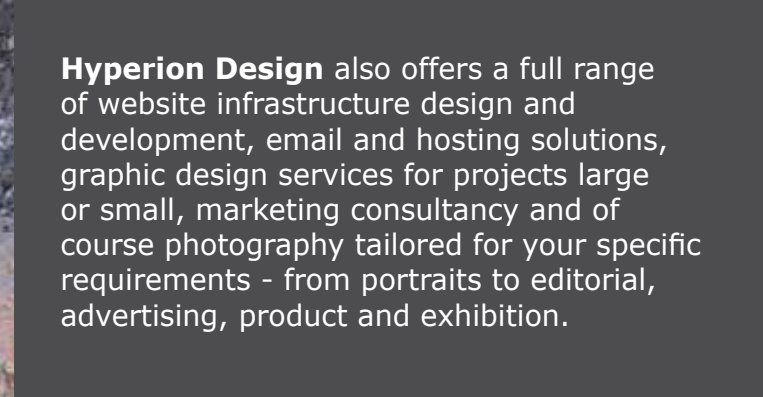 Hyperion Design also offers a full range
of website infrastructure design and
development, email and hosting solutions,
graphic design services for projects large
or small, marketing consultancy and of
course photography tailored for your specific
requirements - from portraits to editorial,
advertising, product and exhibition.